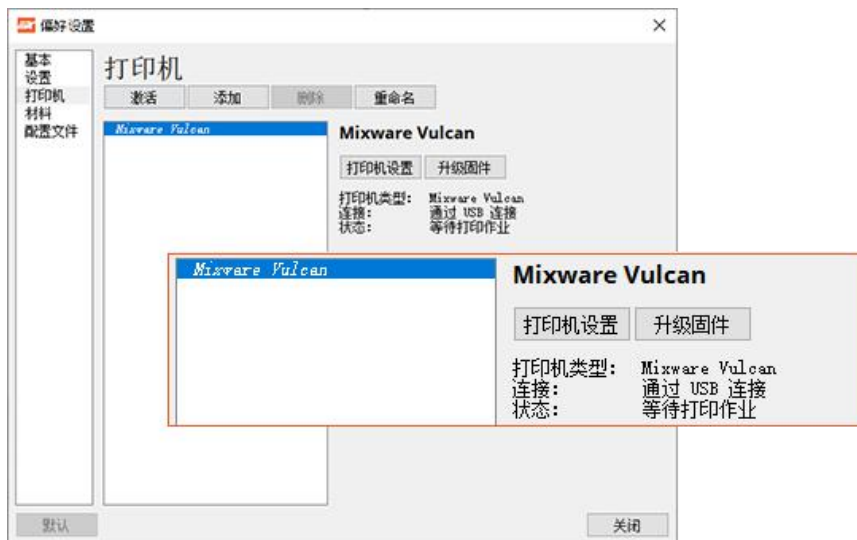 偏好设置
基本
设置
打印机
材料
配置文件
打印机
激活 添加 删除 重命名
Mixware Vulcan
Mixware Vulcan
打印机设置 升级固件
打印机类型: Mixware Vulcan
连接: 通过 USB 连接
状态: 等待打印作业
Mixware Vulcan
Mixware Vulcan
打印机设置 升级固件
打印机类型: Mixware Vulcan
连接: 通过 USB 连接
状态: 等待打印作业
默认 关闭